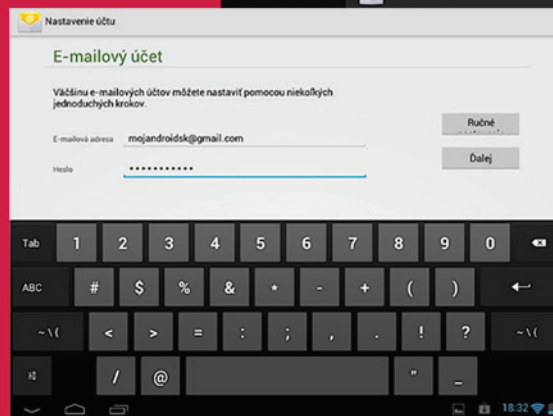 Nastavenie účtu
E-mailový účet
Väčšinu e-mailových účtov môžete nastaviť pomocou niekoľkých
jednoduchých krokov.
E-mailová adresa mojandroidsk@gmail.com
Heslo •••••••••••
Ručné
Ďalej
Tab 1 2 3 4 5 6 7 8 9 0
ABC # $ % & * - + ( )
~ \ { < > = : ; , . ! ? ~ \ {
/ @ " _
18:32